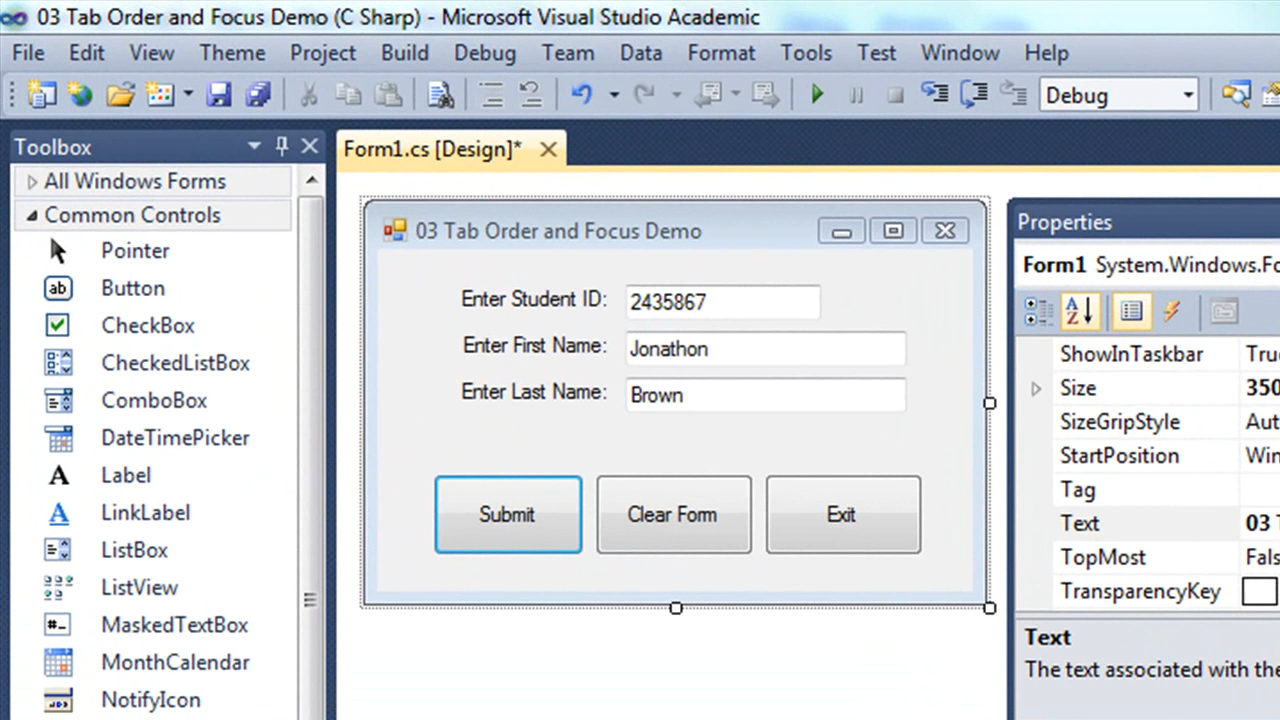 03 Tab Order and Focus Demo (C Sharp) - Microsoft Visual Studio Academic
File Edit View Theme Project Build Debug Team Data Format Tools Test Window Help
Debug
Toolbox
All Windows Forms
Common Controls
Pointer
ab Button
CheckBox
CheckedListBox
ComboBox
DateTimePicker
A Label
A LinkLabel
ListBox
ListView
#- MaskedTextBox
MonthCalendar
NotifyIcon
Form1.cs [Design]*
03 Tab Order and Focus Demo
Enter Student ID: 2435867
Enter First Name: Jonathon
Enter Last Name: Brown
Submit Clear Form Exit
Properties
Form1 System.Windows.Fo
ShowInTaskbar True
Size 350
SizeGripStyle Aut
StartPosition Win
Tag
Text 03 T
TopMost Fals
TransparencyKey
Text
The text associated with the